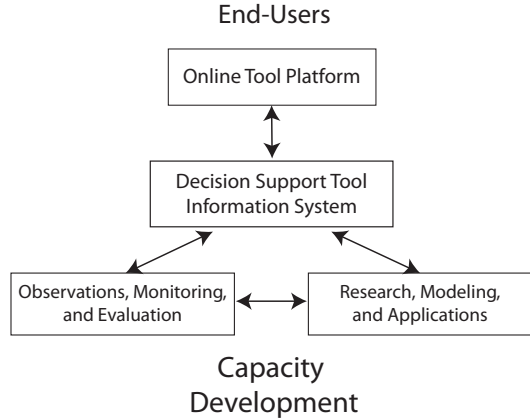 End-Users
Online Tool Platform
Decision Support Tool
Information System
Observations, Monitoring,
and Evaluation
Research, Modeling,
and Applications
Capacity
Development